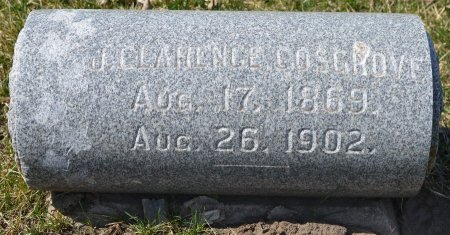 J. CLARENCE COSGROVE
AUG. 17, 1869.
AUG. 26, 1902.